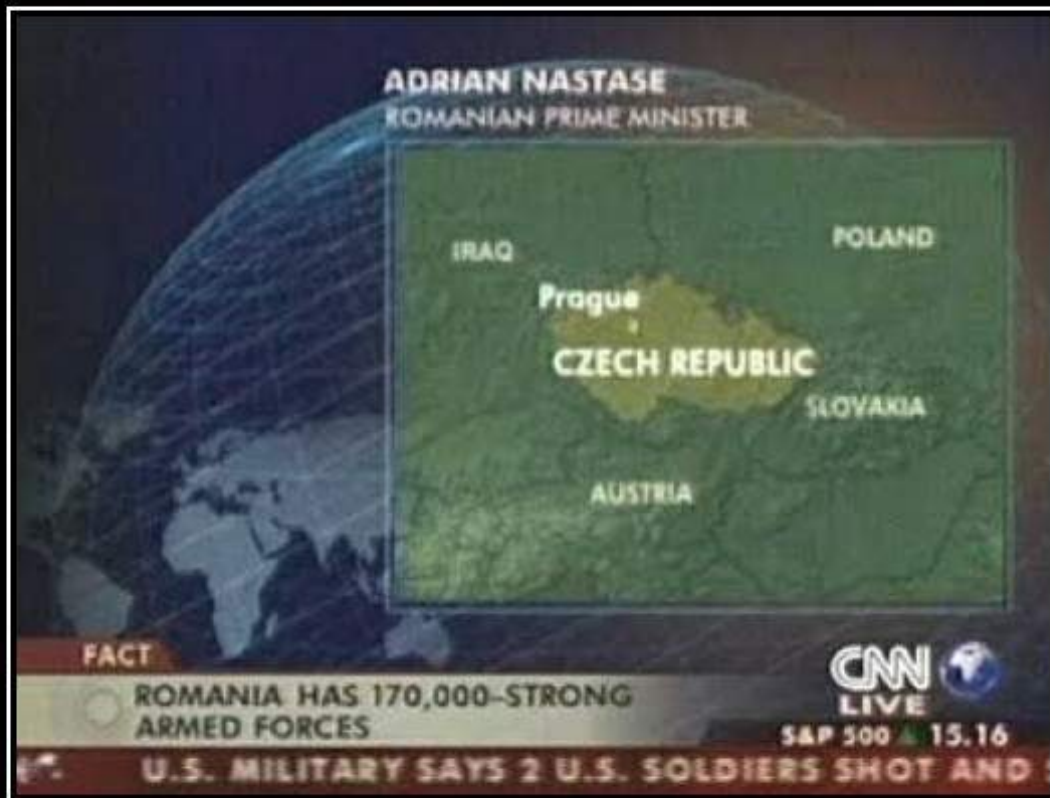 ADRIAN NASTASE
ROMANIAN PRIME MINISTER
IRAQ
POLAND
Prague
CZECH REPUBLIC
SLOVAKIA
AUSTRIA
FACT
ROMANIA HAS 170,000-STRONG
ARMED FORCES
CNN
LIVE
S&P 500 ▲ 15.16
U.S. MILITARY SAYS 2 U.S. SOLDIERS SHOT AND